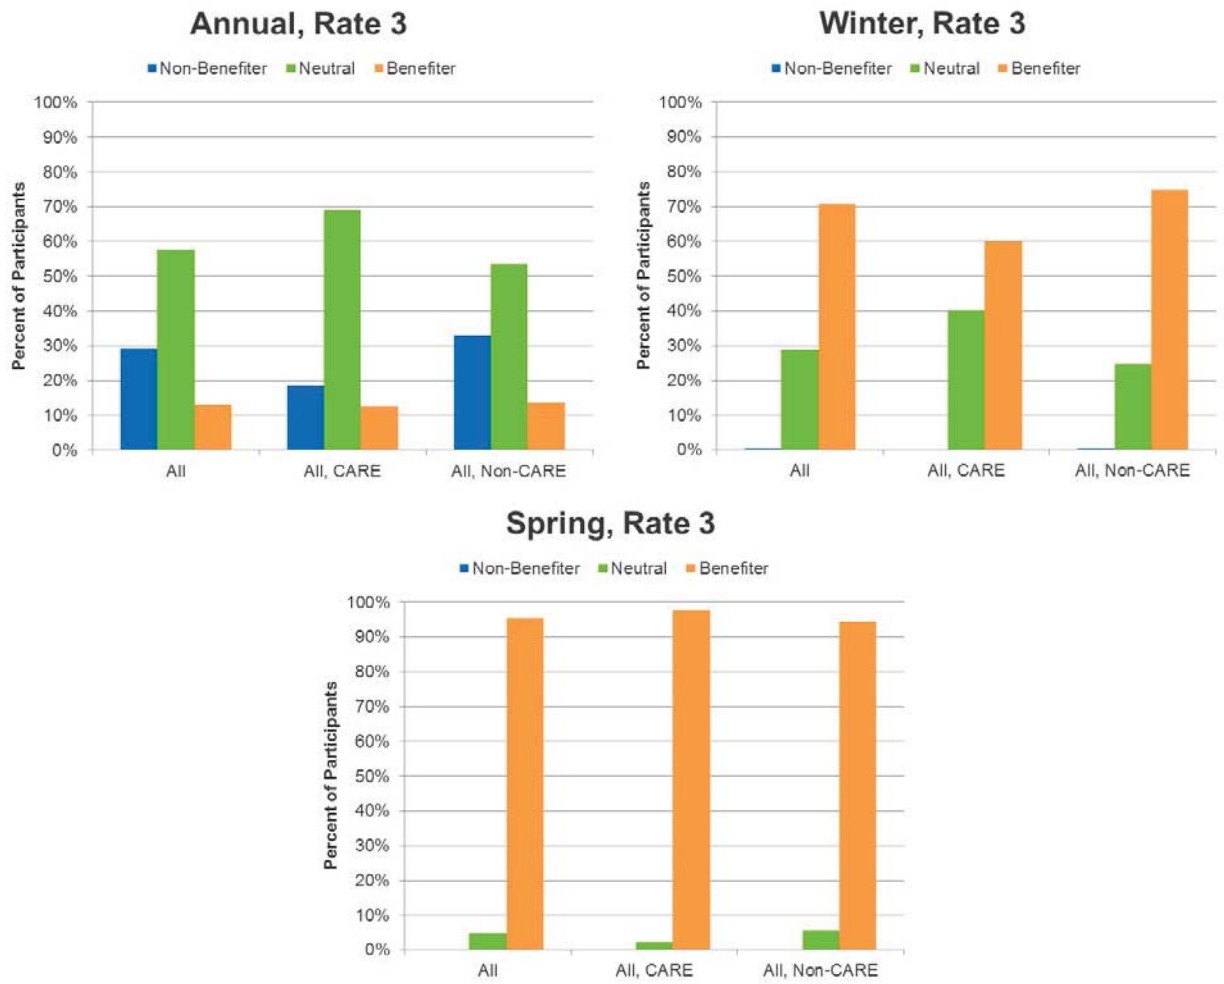 Annual, Rate 3
Non-Benefiter Neutral Benefiter
100%
90%
80%
70%
60%
50%
40%
30%
20%
10%
0%
Percent of Participants
All All, CARE All, Non-CARE
Winter, Rate 3
Non-Benefiter Neutral Benefiter
100%
90%
80%
70%
60%
50%
40%
30%
20%
10%
0%
Percent of Participants
All All, CARE All, Non-CARE
Spring, Rate 3
Non-Benefiter Neutral Benefiter
100%
90%
80%
70%
60%
50%
40%
30%
20%
10%
0%
Percent of Participants
All All, CARE All, Non-CARE